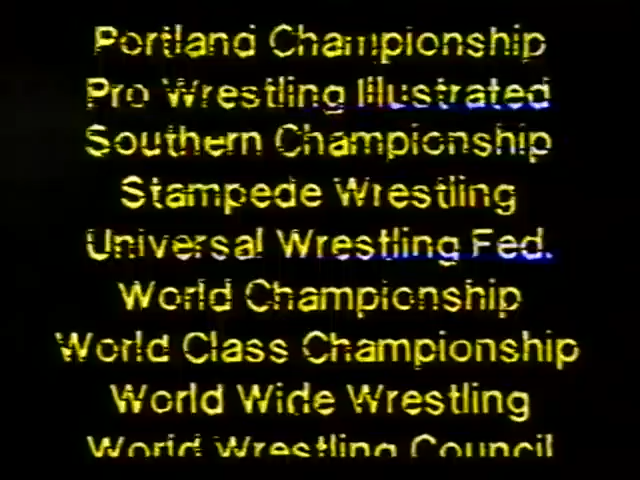 Portland Championship
Pro Wrestling Illustrated
Southern Championship
Stampede Wrestling
Universal Wrestling Fed.
World Championship
World Class Championship
World Wide Wrestling
World Wrestling Council